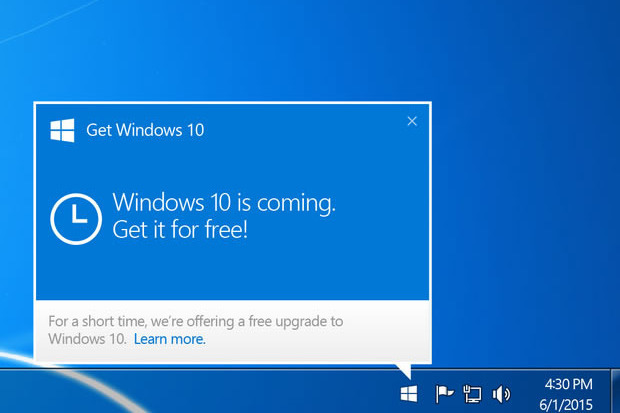 Get Windows 10
Windows 10 is coming.
Get it for free!
For a short time, we're offering a free upgrade to
Windows 10. Learn more.
4:30 PM
6/1/2015